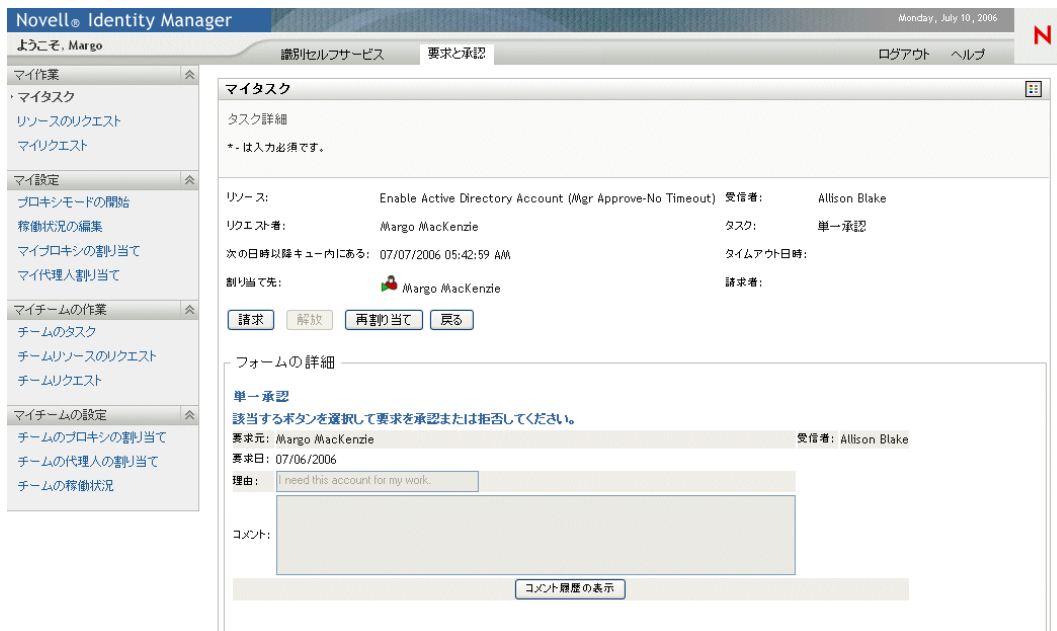 Novell® Identity Manager
Monday, July 10, 2006
N
ようこそ, Margo
識別セルフサービス 要求と承認 ログアウト ヘルプ
マイ作業
マイタスク
リソースのリクエスト
マイリクエスト
マイ設定
プロキシモードの開始
稼働状況の編集
マイプロキシの割り当て
マイ代理人割り当て
マイチームの作業
チームのタスク
チームリソースのリクエスト
チームリクエスト
マイチームの設定
チームのプロキシの割り当て
チームの代理人の割り当て
チームの稼働状況
マイタスク
タスク詳細
*- は入力必須です。
リソース: Enable Active Directory Account (Mgr Approve-No Timeout) 受信者: Allison Blake
リクエスト者: Margo MacKenzie タスク: 単一承認
次の日時以降キュー内にある: 07/07/2006 05:42:59 AM タイムアウト日時:
割り当て先: Margo MacKenzie 請求者:
請求 解放 再割り当て 戻る
フォームの詳細
単一承認
該当するボタンを選択して要求を承認または拒否してください。
要求元: Margo MacKenzie 受信者: Allison Blake
要求日: 07/06/2006
理由: I need this account for my work.
コメント:
コメント履歴の表示